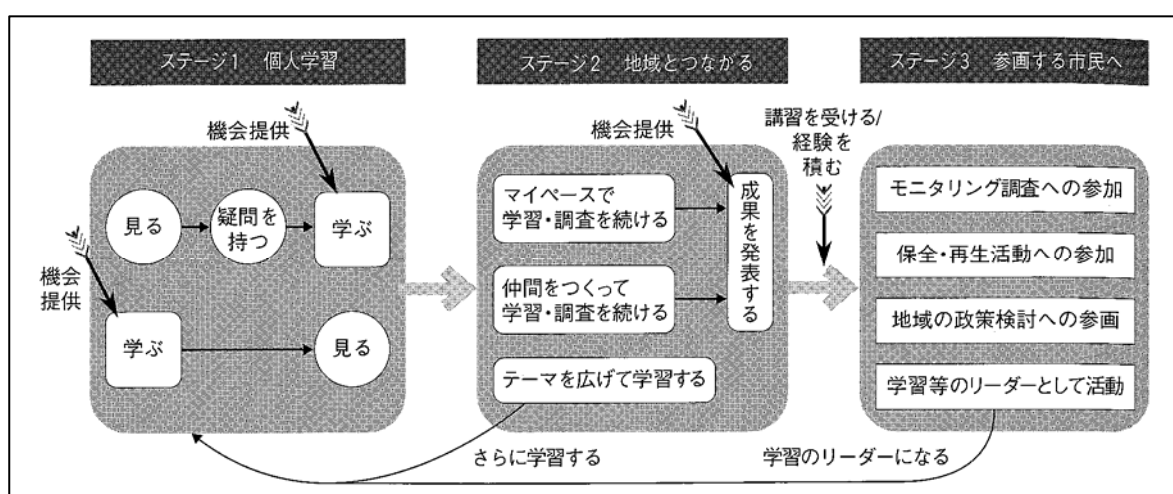 ステージ1 個人学習
ステージ2 地域とつながる
ステージ3 参画する市民へ
機会提供
見る
疑問を
持つ
学ぶ
機会
提供
学ぶ
見る
機会提供
マイペースで
学習・調査を続ける
仲間をつくって
学習・調査を続ける
テーマを広げて学習する
成果を発表する
講習を受ける/
経験を
積む
モニタリング調査への参加
保全・再生活動への参加
地域の政策検討への参画
学習等のリーダーとして活動
さらに学習する
学習のリーダーになる